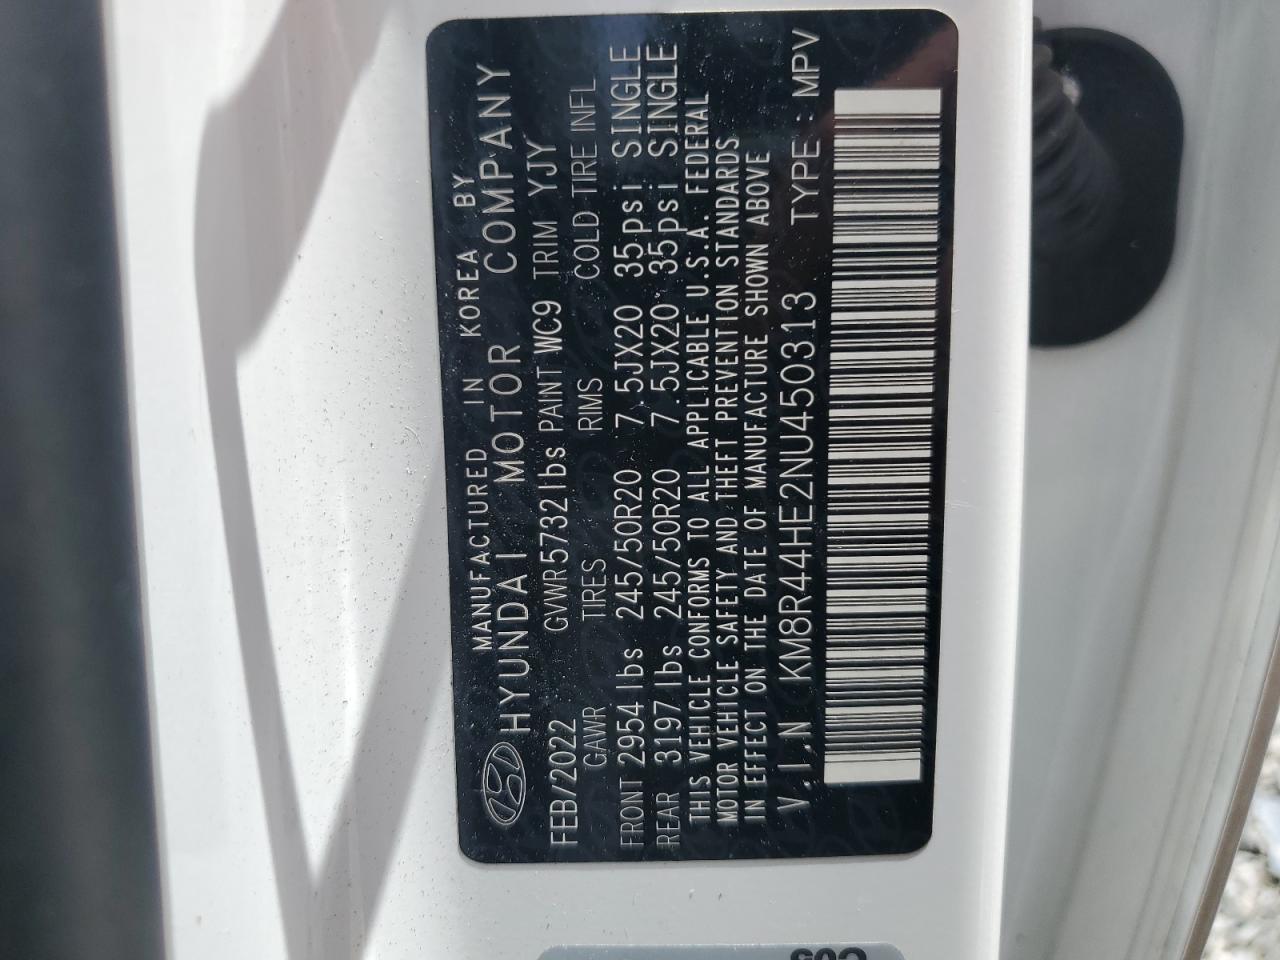 MANUFACTURED IN KOREA BY
HYUNDAI MOTOR COMPANY
FEB/2022 GVWR 5732 lbs PAINT WC9 TRIM YJY
GAWR TIRES RIMS COLD TIRE INFL
FRONT 2954 lbs 245/50R20 7.5JX20 35psi SINGLE
REAR 3197 lbs 245/50R20 7.5JX20 35psi SINGLE
THIS VEHICLE CONFORMS TO ALL APPLICABLE U.S.A. FEDERAL
MOTOR VEHICLE SAFETY AND THEFT PREVENTION STANDARDS
IN EFFECT ON THE DATE OF MANUFACTURE SHOWN ABOVE
V.I.N KM8R44HE2NU450313 TYPE : MPV